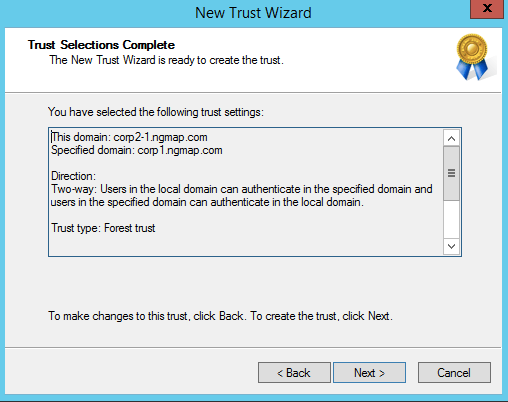 New Trust Wizard
x
Trust Selections Complete
The New Trust Wizard is ready to create the trust.
You have selected the following trust settings:
This domain: corp2-1.ngmap.com
Specified domain: corp1.ngmap.com
Direction:
Two-way: Users in the local domain can authenticate in the specified domain and
users in the specified domain can authenticate in the local domain.
Trust type: Forest trust
To make changes to this trust, click Back. To create the trust, click Next.
< Back
Next >
Cancel